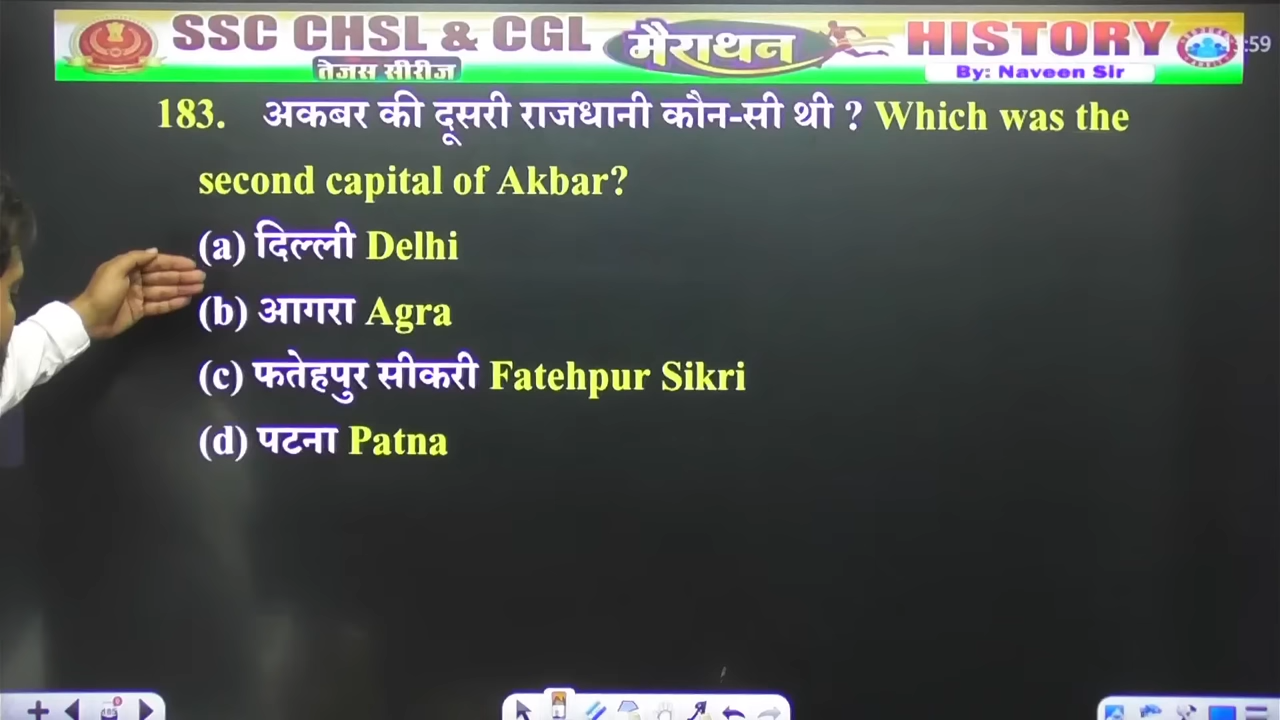 SSC CHSL & CGL
तेजस सीरीज
मैराथन
HISTORY
By: Naveen Sir
:59
183. अकबर की दूसरी राजधानी कौन-सी थी ? Which was the
second capital of Akbar?
(a) दिल्ली Delhi
(b) आगरा Agra
(c) फतेहपुर सीकरी Fatehpur Sikri
(d) पटना Patna